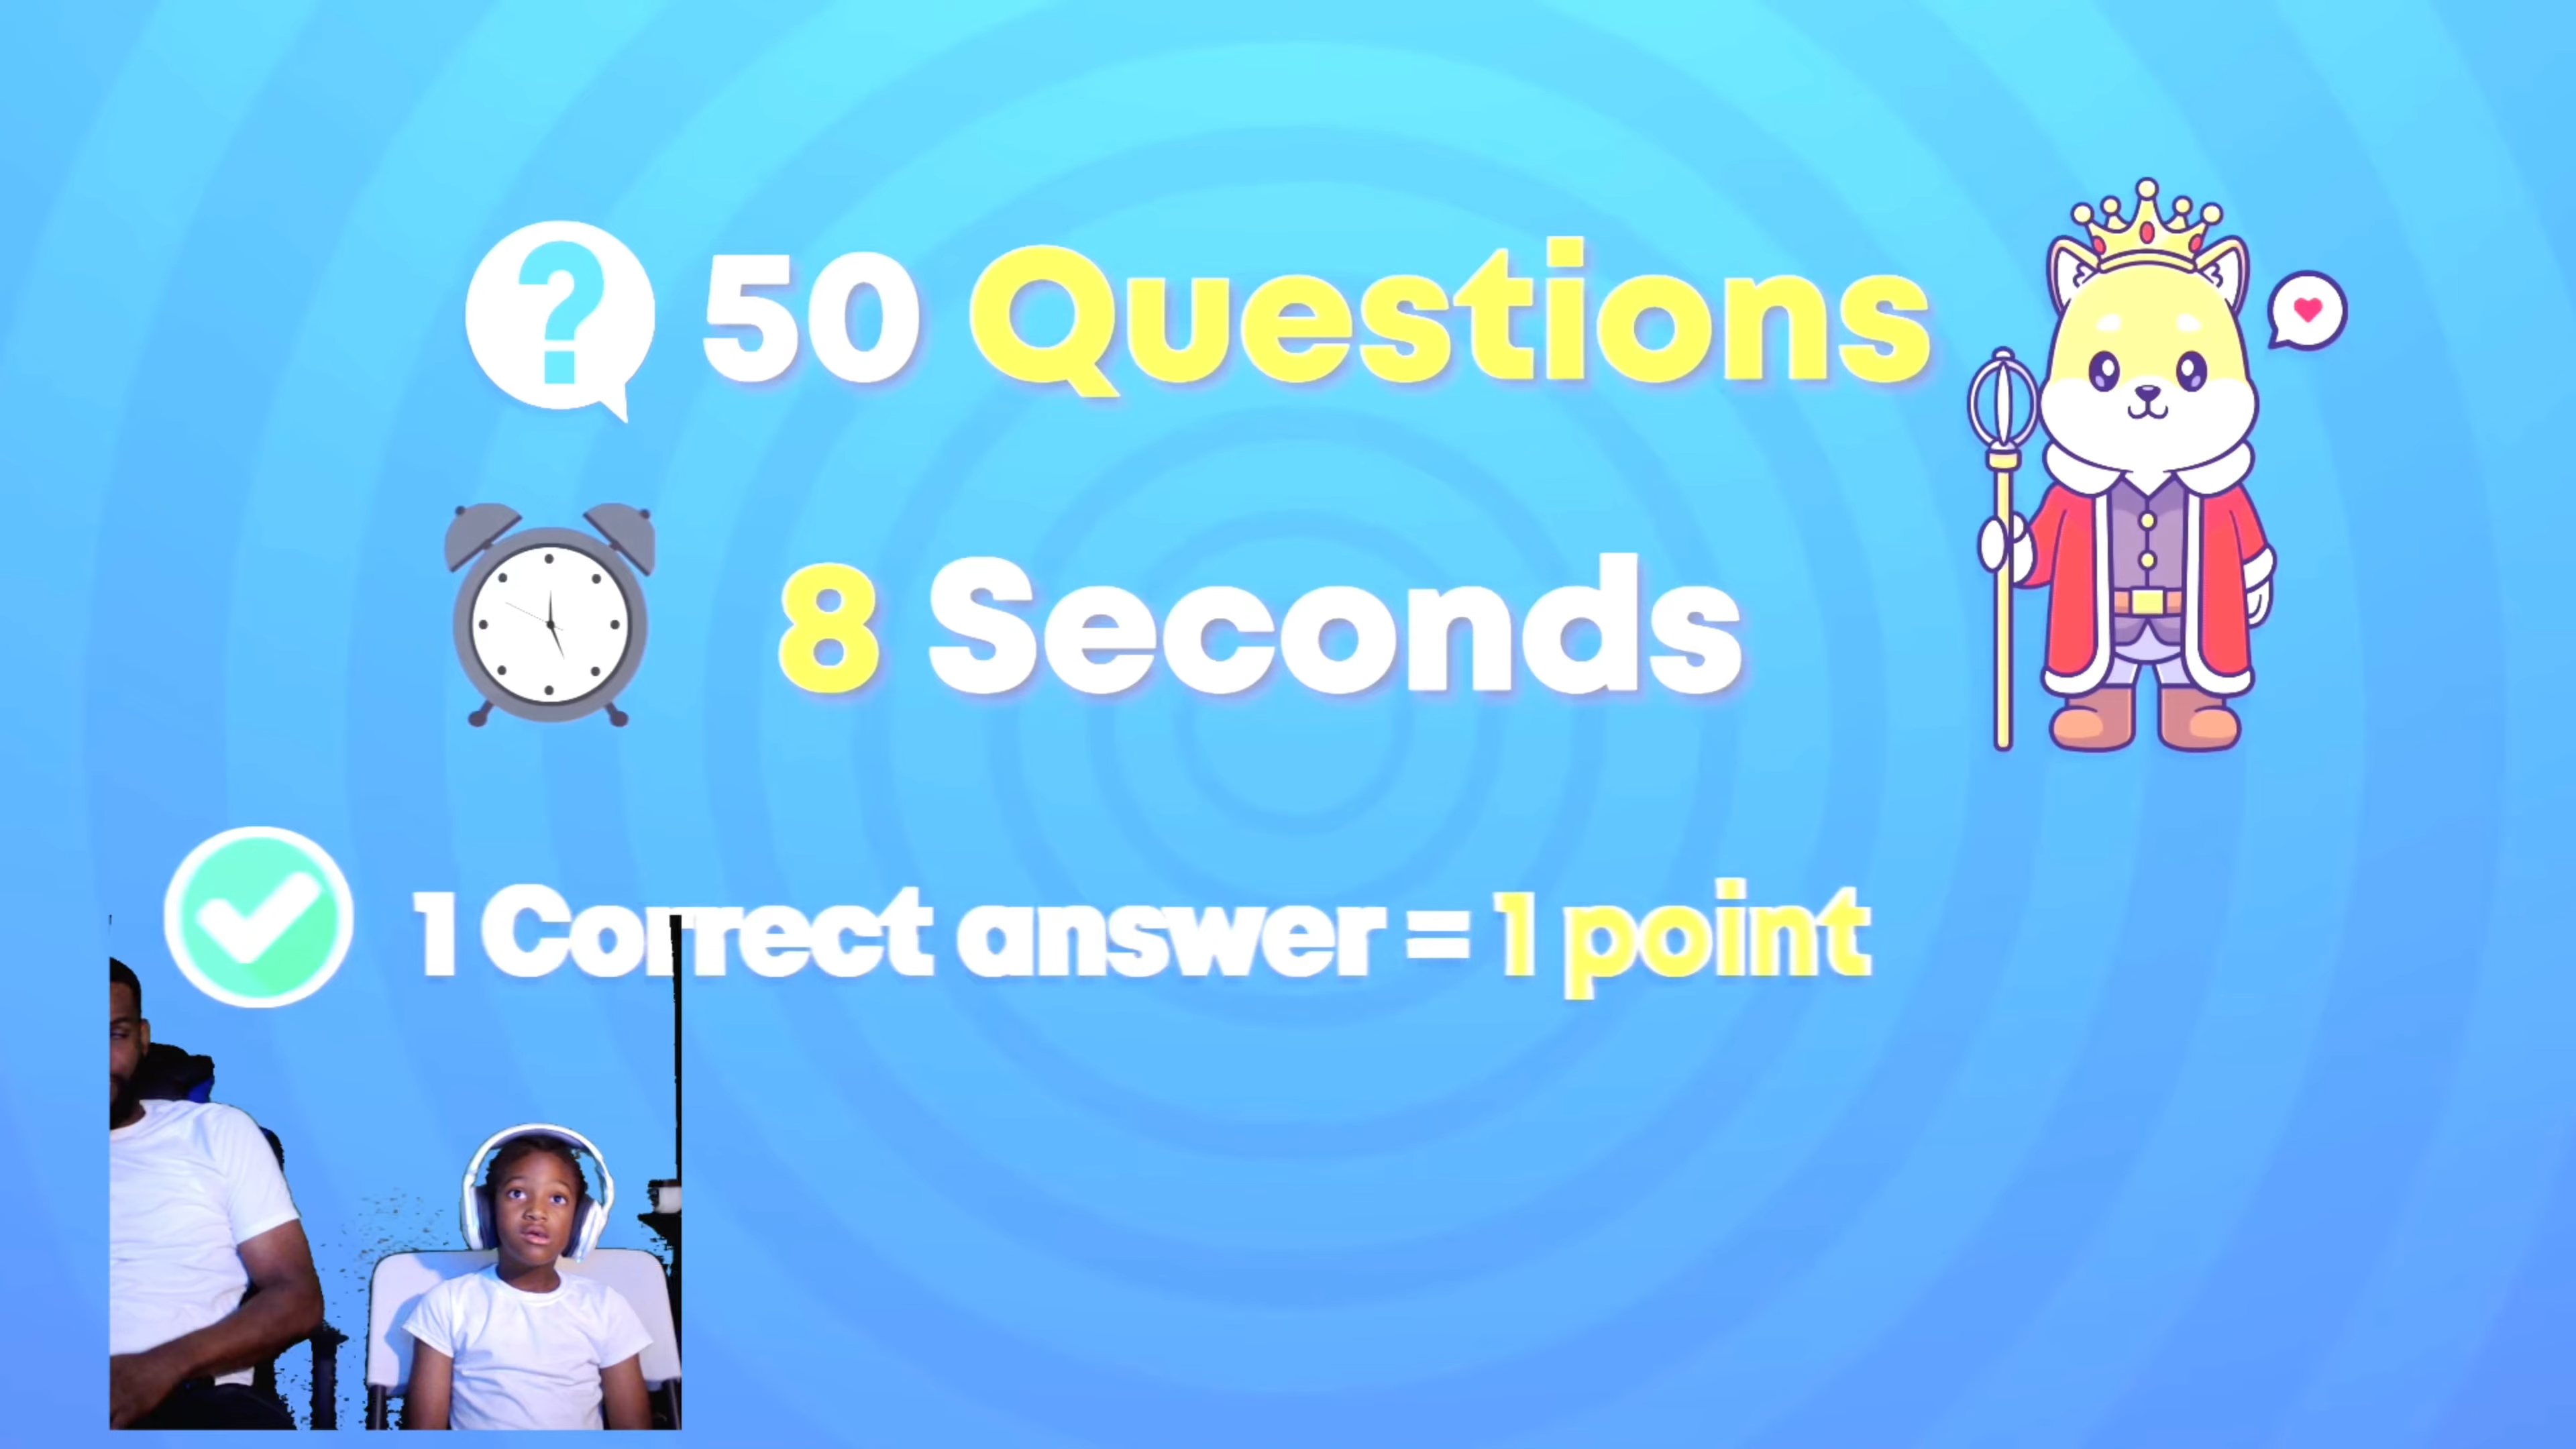 ? 50 Questions
8 Seconds
1 Correct answer = 1 point